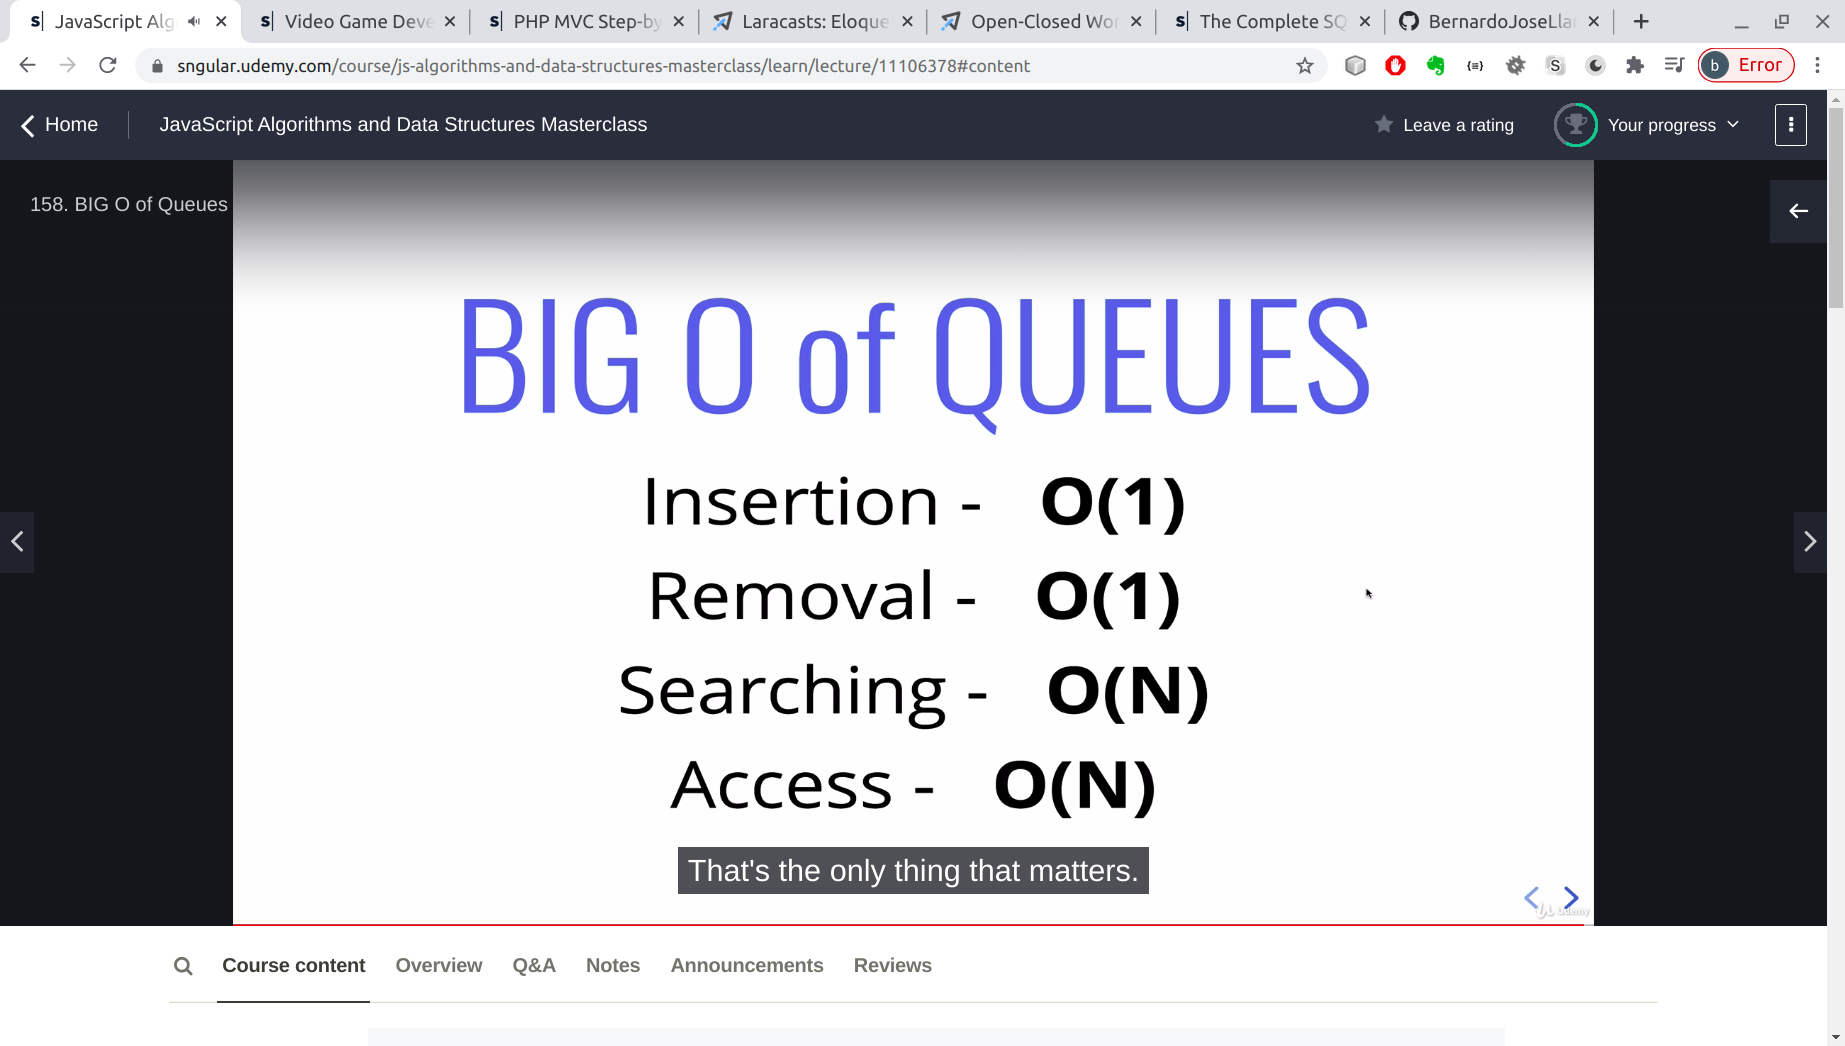 s| JavaScript Alg
s| Video Game Deve
s| PHP MVC Step-by
Laracasts: Eloque
Open-Closed Wor
s| The Complete SQ
BernardoJoseLlar
sngular.udemy.com/course/js-algorithms-and-data-structures-masterclass/learn/lecture/11106378#content
S
b Error
Home
JavaScript Algorithms and Data Structures Masterclass
Leave a rating
Your progress
158. BIG O of Queues
BIG O of QUEUES
Insertion - O(1)
Removal - O(1)
Searching - O(N)
Access - O(N)
That's the only thing that matters.
Udemy
Course content Overview Q&A Notes Announcements Reviews